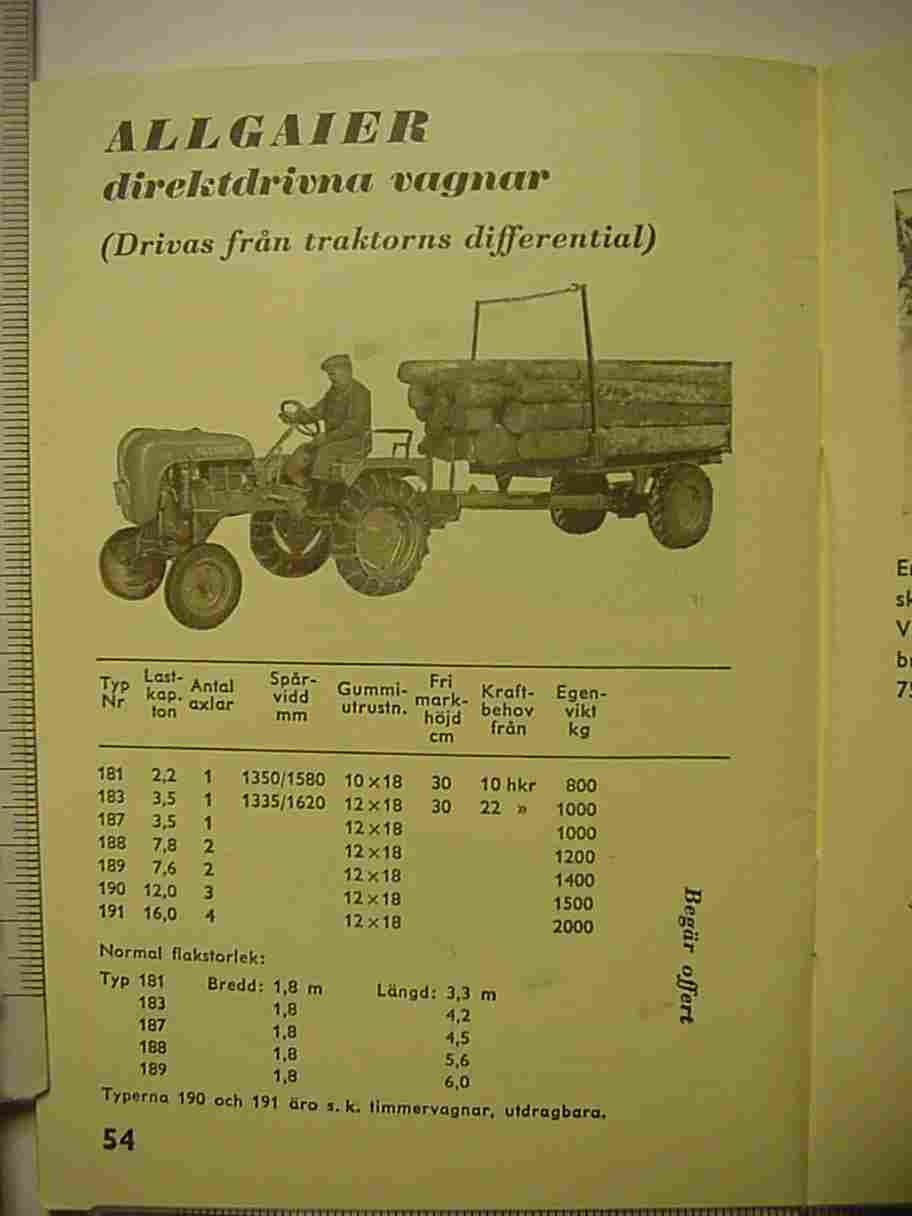 ALLGAIER
direktdrivna vagnar
(Drivas från traktorns differential)
Typ Nr Last-kap. ton Antal axlar Spår-vidd mm Gummi-utrustn. Fri mark-höjd cm Kraft-behov från Egen-vikt kg
181 2,2 1 1350/1580 10 x 18 30 10 hkr 800
183 3,5 1 1335/1620 12 x 18 30 22 » 1000
187 3,5 1 12 x 18 1000
188 7,8 2 12 x 18 1200
189 7,6 2 12 x 18 1400
190 12,0 3 12 x 18 1500
191 16,0 4 12 x 18 2000
Begär offert
Normal flakstorlek:
Typ 181 Bredd: 1,8 m Längd: 3,3 m
183 1,8 4,2
187 1,8 4,5
188 1,8 5,6
189 1,8 6,0
Typerna 190 och 191 äro s. k. timmervagnar, utdragbara.
54